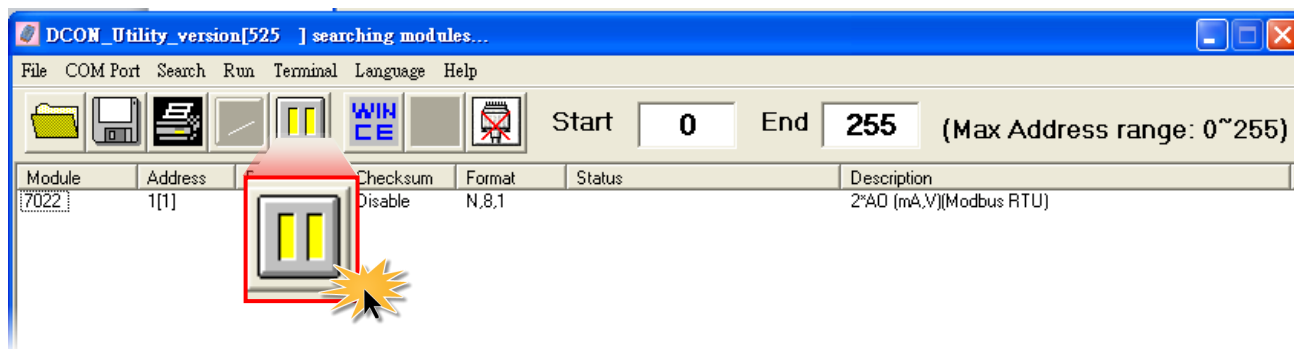 DCON_Utility_version[525 ] searching modules...
File COM Port Search Run Terminal Language Help
WIN CE Start 0 End 255 (Max Address range: 0~255)
Module Address Checksum Format Status Description
7022 1[1] Disable N,8,1 2*AO (mA,V)(Modbus RTU)